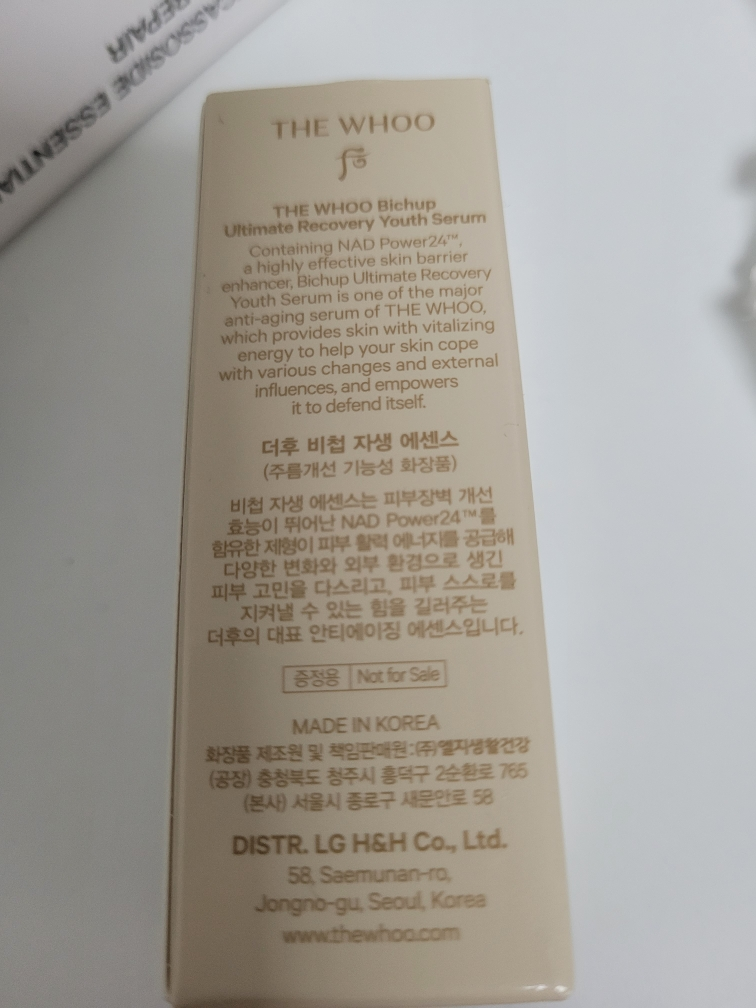 CASSOSIDE ESSENTIAL
REPAIR
THE WHOO
THE WHOO Bichup
Ultimate Recovery Youth Serum
Containing NAD Power24™,
a highly effective skin barrier
enhancer, Bichup Ultimate Recovery
Youth Serum is one of the major
anti-aging serum of THE WHOO,
which provides skin with vitalizing
energy to help your skin cope
with various changes and external
influences, and empowers
it to defend itself.
더후 비첩 자생 에센스
(주름개선 기능성 화장품)
비첩 자생 에센스는 피부장벽 개선
효능이 뛰어난 NAD Power24™를
함유한 제형이 피부 활력 에너지를 공급해
다양한 변화와 외부 환경으로 생긴
피부 고민을 다스리고, 피부 스스로를
지켜낼 수 있는 힘을 길러주는
더후의 대표 안티에이징 에센스입니다.
증정용 Not for Sale
MADE IN KOREA
화장품 제조원 및 책임판매원:(주)엘지생활건강
(공장) 충청북도 청주시 흥덕구 2순환로 765
(본사) 서울시 종로구 새문안로 58
DISTR. LG H&H Co., Ltd.
58, Saemunan-ro,
Jongno-gu, Seoul, Korea
www.thewhoo.com